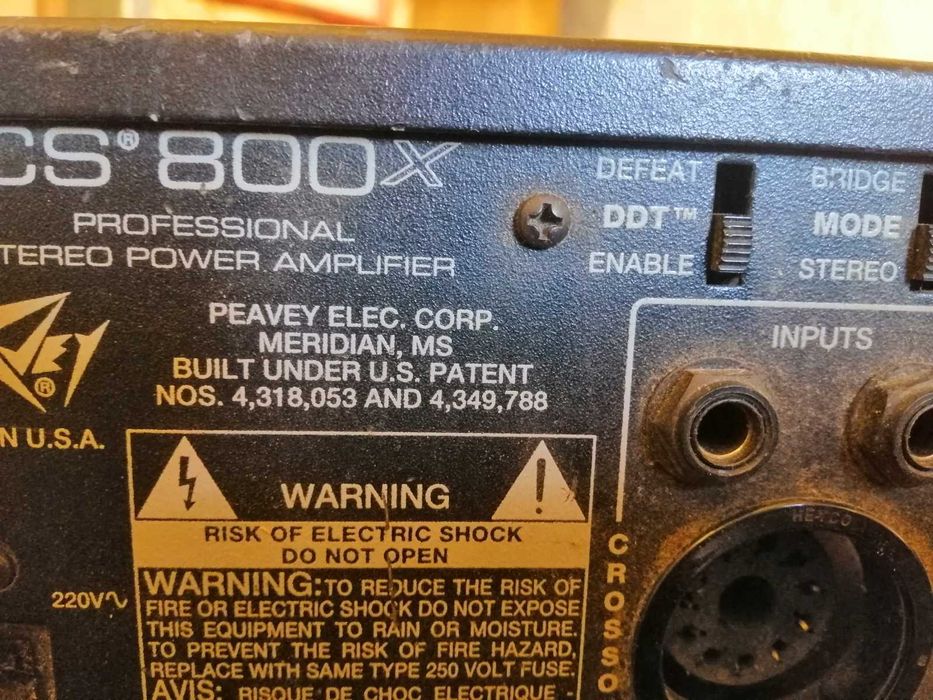 CS® 800X
PROFESSIONAL
TEREO POWER AMPLIFIER
PEAVEY ELEC. CORP.
MERIDIAN, MS
BUILT UNDER U.S. PATENT
NOS. 4,318,053 AND 4,349,788
VEY ®
N U.S.A.
220V∿
WARNING
RISK OF ELECTRIC SHOCK
DO NOT OPEN
WARNING: TO REDUCE THE RISK OF
FIRE OR ELECTRIC SHOCK DO NOT EXPOSE
THIS EQUIPMENT TO RAIN OR MOISTURE.
TO PREVENT THE RISK OF FIRE HAZARD,
REPLACE WITH SAME TYPE 250 VOLT FUSE.
AVIS: RISQUE DE CHOC ELECTRIQUE -
DEFEAT
DDT™
ENABLE
BRIDGE
MODE
STEREO
INPUTS
CROSSO